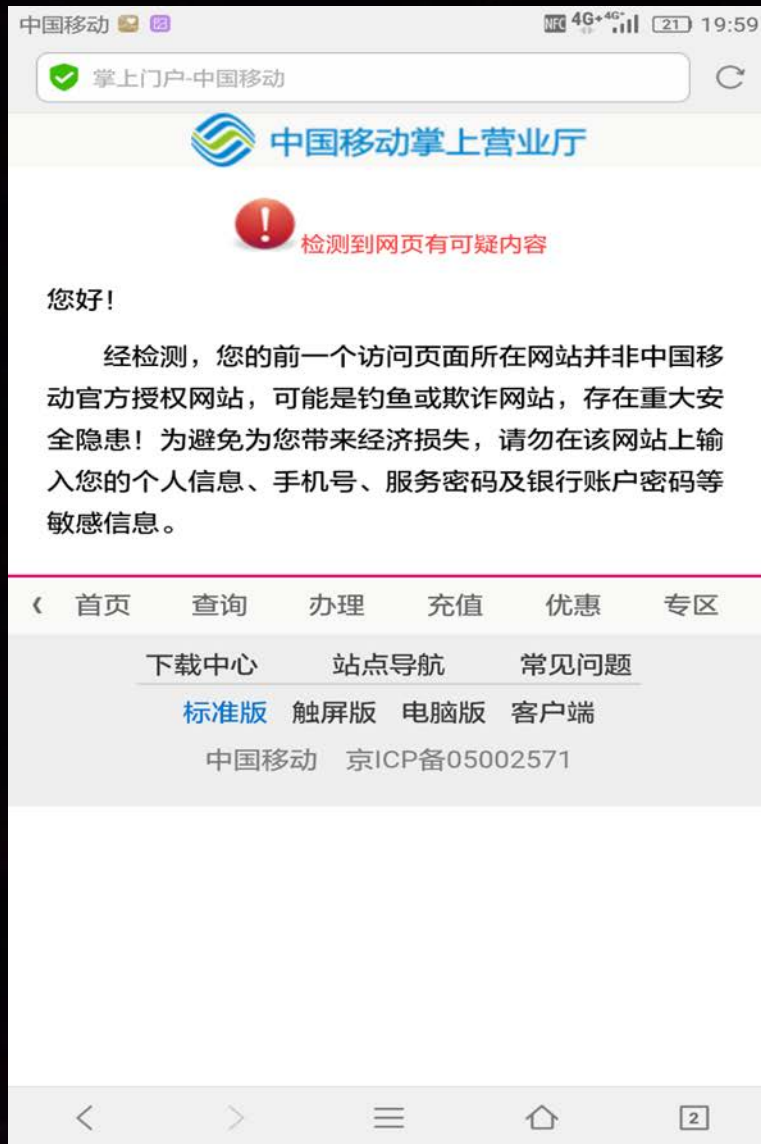 中国移动 NFC 4G+ 4G+ 21 19:59
掌上门户-中国移动
中国移动掌上营业厅
检测到网页有可疑内容
您好！
经检测，您的前一个访问页面所在网站并非中国移
动官方授权网站，可能是钓鱼或欺诈网站，存在重大安
全隐患！为避免为您带来经济损失，请勿在该网站上输
入您的个人信息、手机号、服务密码及银行账户密码等
敏感信息。
首页 查询 办理 充值 优惠 专区
下载中心 站点导航 常见问题
标准版 触屏版 电脑版 客户端
中国移动 京ICP备05002571
2